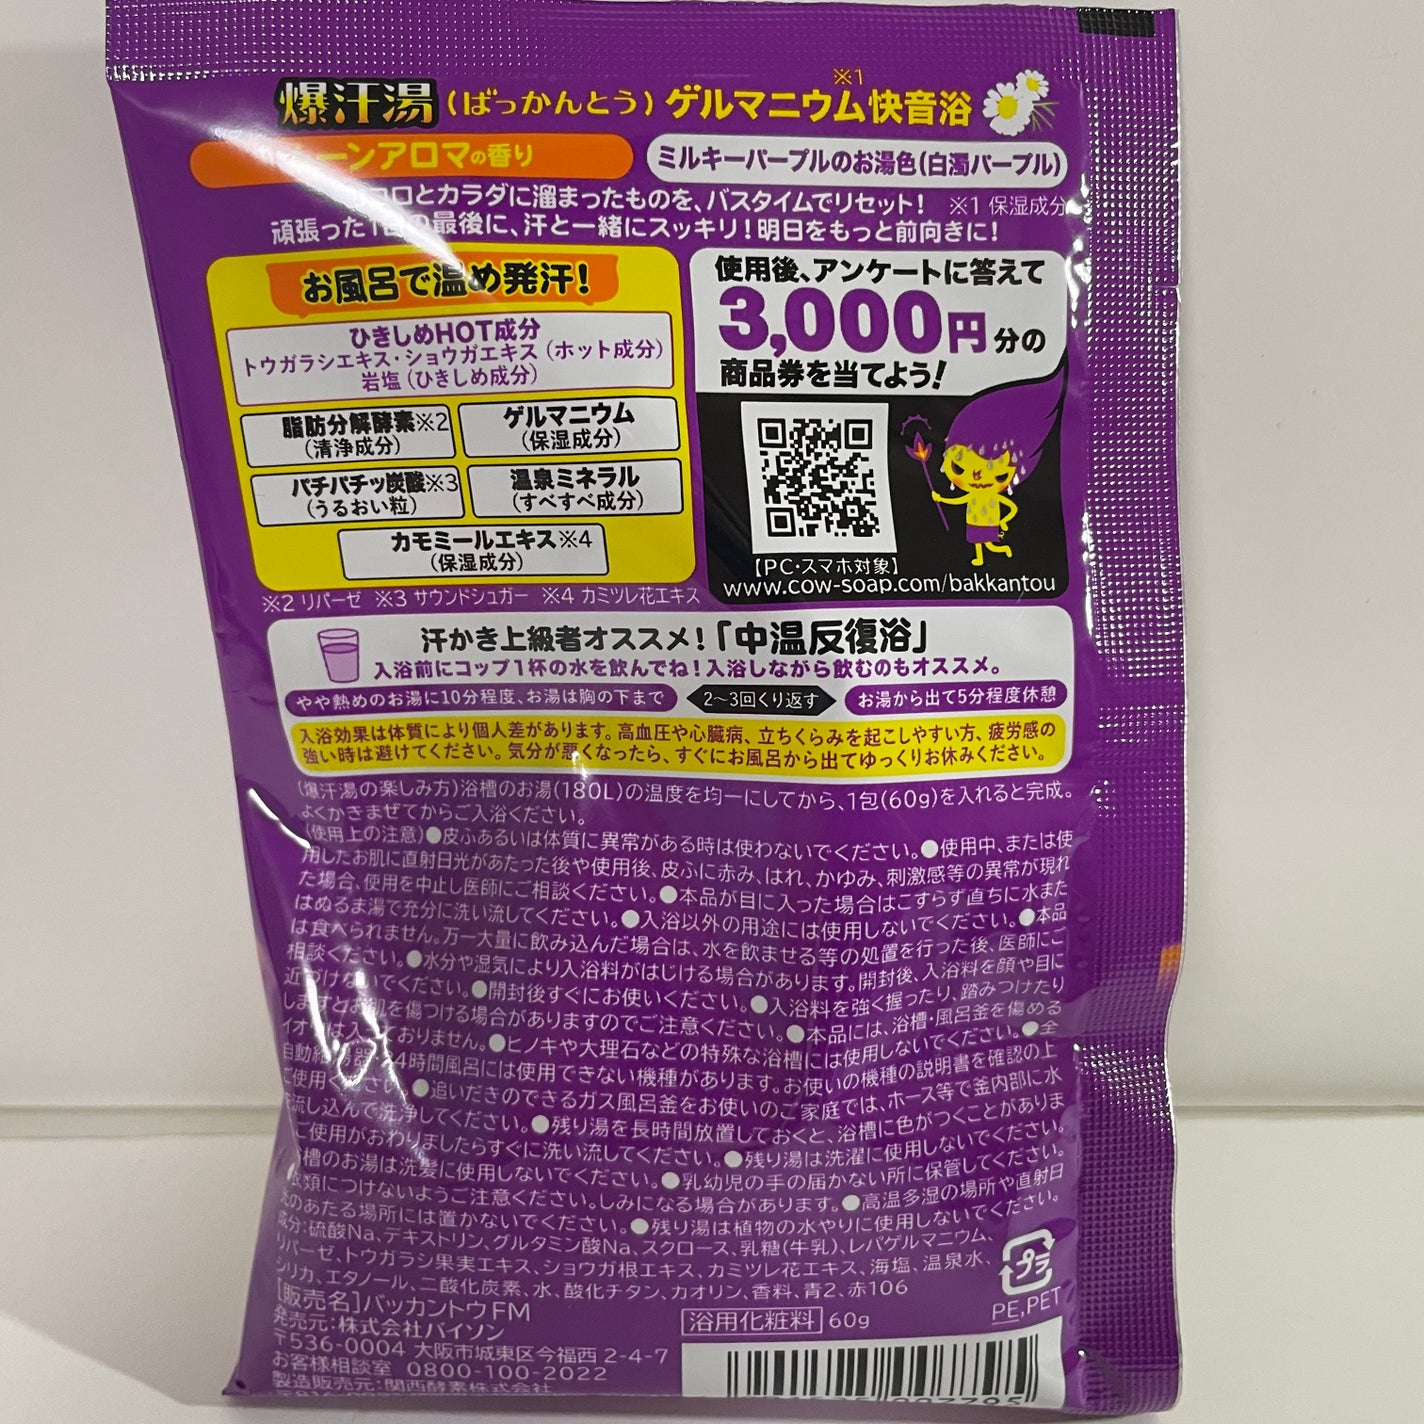 ※1
爆汗湯(ばっかんとう)ゲルマニウム快音浴
ーンアロマの香り
ミルキーパープルのお湯色(白濁パープル)
ロとカラダに溜まったものを、バスタイムでリセット! ※1 保湿成分
頑張った1日の最後に、汗と一緒にスッキリ!明日をもっと前向きに!
お風呂で温め発汗!
ひきしめHOT成分
トウガラシエキス・ショウガエキス(ホット成分)
岩塩(ひきしめ成分)
脂肪分解酵素※2
(清浄成分)
ゲルマニウム
(保湿成分)
パチパチッ炭酸※3
(うるおい粒)
温泉ミネラル
(すべすべ成分)
カモミールエキス※4
(保湿成分)
※2 リパーゼ ※3 サウンドシュガー ※4 カミツレ花エキス
使用後、アンケートに答えて
3,000円分の
商品券を当てよう!
【PC・スマホ対象】
www.cow-soap.com/bakkantou
汗かき上級者オススメ!「中温反復浴」
入浴前にコップ1杯の水を飲んでね!入浴しながら飲むのもオススメ。
やや熱めのお湯に10分程度、お湯は胸の下まで 2〜3回くり返す お湯から出て5分程度休憩
入浴効果は体質により個人差があります。高血圧や心臓病、立ちくらみを起こしやすい方、疲労感の
強い時は避けてください。気分が悪くなったら、すぐにお風呂から出てゆっくりお休みください。
(爆汗湯の楽しみ方)浴槽のお湯(180L)の温度を均一にしてから、1包(60g)を入れると完成。
よくかきまぜてからご入浴ください。
(使用上の注意)●皮ふあるいは体質に異常がある時は使わないでください。●使用中、または使
用したお肌に直射日光があたった後や使用後、皮ふに赤み、はれ、かゆみ、刺激感等の異常が現れ
た場合、使用を中止し医師にご相談ください。●本品が目に入った場合はこすらず直ちに水また
はぬるま湯で充分に洗い流してください。●入浴以外の用途には使用しないでください。●本品
は食べられません。万一大量に飲み込んだ場合は、水を飲ませる等の処置を行った後、医師にご
相談ください。●水分や湿気により入浴料がはじける場合があります。開封後、入浴料を顔や目に
近づけないでください。●開封後すぐにお使いください。●入浴料を強く握ったり、踏みつけたり
しますとお肌を傷つける場合がありますのでご注意ください。●本品には、浴槽・風呂釜を傷める
イオウは入っておりません。●ヒノキや大理石などの特殊な浴槽には使用しないでください。●全
自動給湯器、24時間風呂には使用できない機種があります。お使いの機種の説明書を確認の上
ご使用ください。●追いだきのできるガス風呂釜をお使いのご家庭では、ホース等で釜内部に水
を流し込んで洗浄してください。●残り湯を長時間放置しておくと、浴槽に色がつくことがありま
ご使用がおわりましたらすぐに洗い流してください。●残り湯は洗濯に使用しないでください。
槽のお湯は洗髪に使用しないでください。●乳幼児の手の届かない所に保管してください。
衣類につけないようご注意ください。しみになる場合があります。●高温多湿の場所や直射日
光のあたる場所には置かないでください。●残り湯は植物の水やりに使用しないでください。
成分:硫酸Na、デキストリン、グルタミン酸Na、スクロース、乳糖(牛乳)、レパゲルマニウム、
リパーゼ、トウガラシ果実エキス、ショウガ根エキス、カミツレ花エキス、海塩、温泉水、
シリカ、エタノール、二酸化炭素、水、酸化チタン、カオリン、香料、青2、赤106
プラ
PE,PET
[販売名]バッカントウFM
浴用化粧料 60g
発売元:株式会社バイソン
〒536-0004 大阪市城東区今福西 2-4-7
お客様相談室 0800-100-2022
製造販売元:関西酵素株式会社